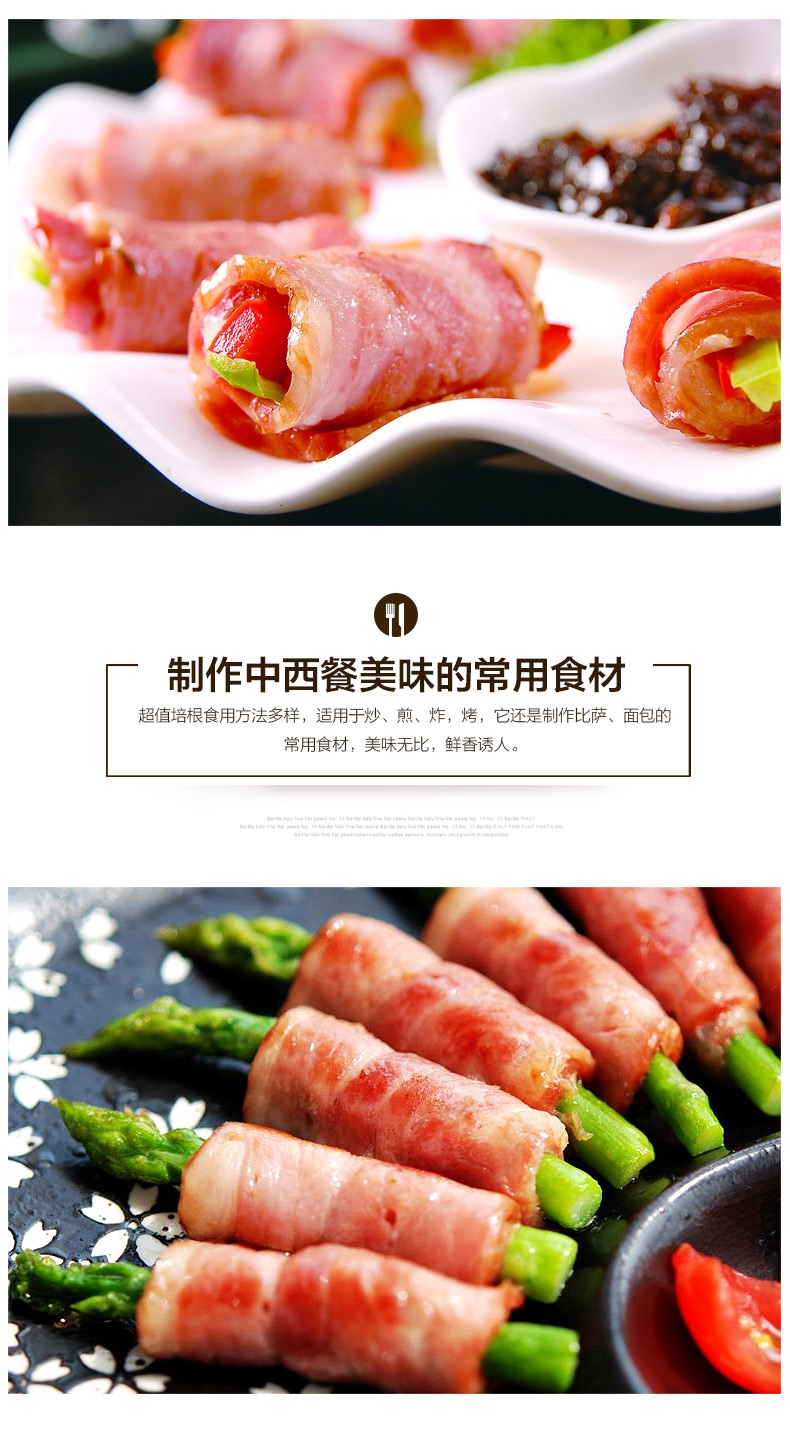 制作中西餐美味的常用食材
超值培根食用方法多样，适用于炒、煎、炸，烤，它还是制作比萨、面包的
常用食材，美味无比，鲜香诱人。